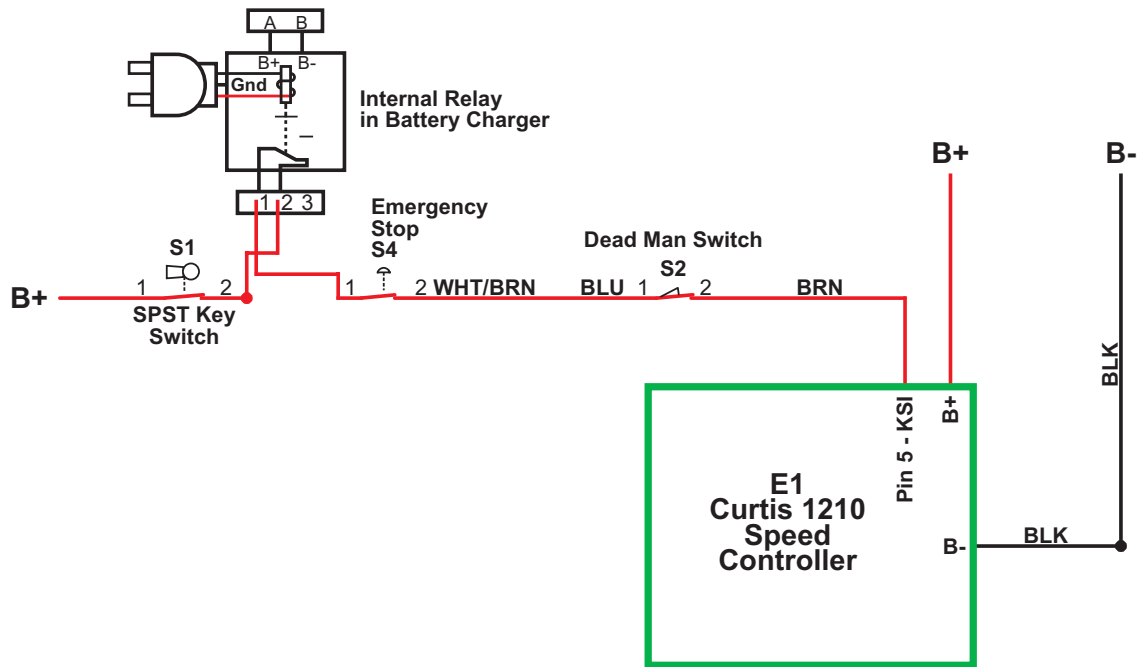 A B
B+ B-
Gnd
Internal Relay
in Battery Charger
1 2 3
Emergency
Stop
S4
S1
Dead Man Switch
S2
B+
B-
B+
1 2
1 2
WHT/BRN
BLU
1 2
BRN
SPST Key
Switch
BLK
Pin 5 - KSI
B+
E1
Curtis 1210
Speed
Controller
B-
BLK